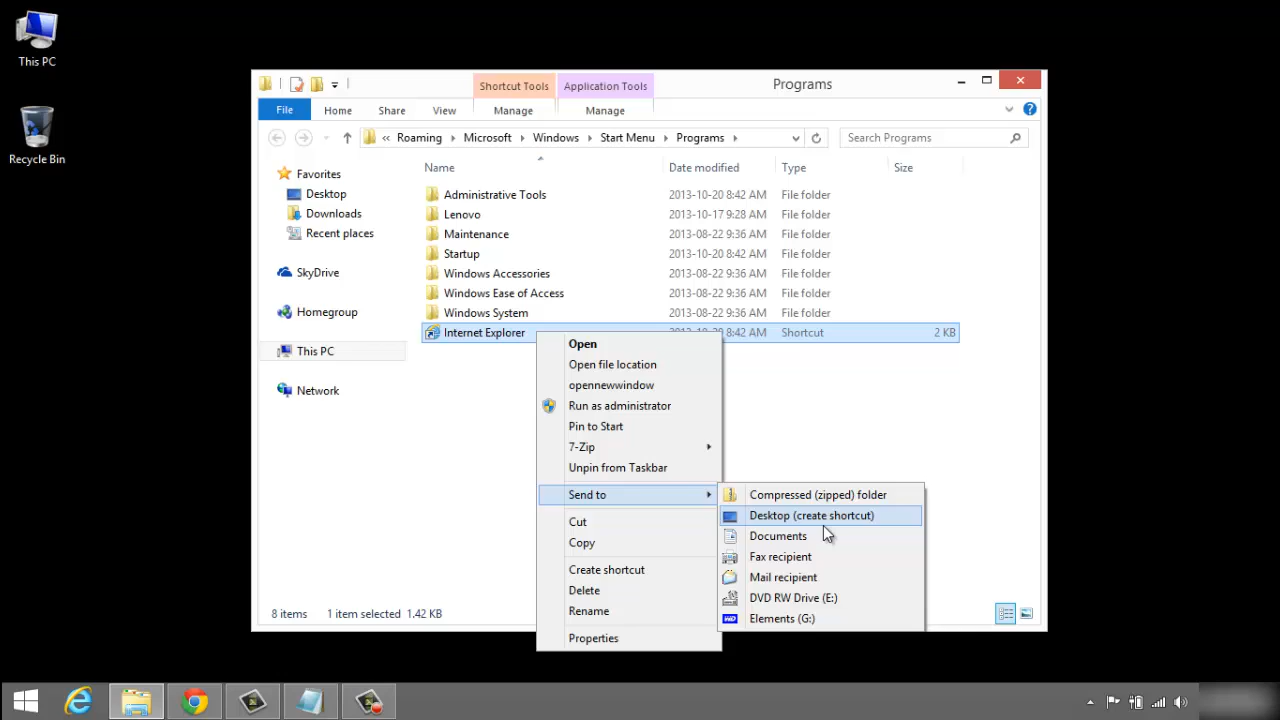 This PC
Recycle Bin
Shortcut Tools
Application Tools
Programs
File
Home
Share
View
Manage
Manage
« Roaming
Microsoft
Windows
Start Menu
Programs
Search Programs
Favorites
Desktop
Downloads
Recent places
SkyDrive
Homegroup
This PC
Network
Name Date modified Type Size
Administrative Tools 2013-10-20 8:42 AM File folder
Lenovo 2013-10-17 9:28 AM File folder
Maintenance 2013-08-22 9:36 AM File folder
Startup 2013-10-20 8:42 AM File folder
Windows Accessories 2013-08-22 9:36 AM File folder
Windows Ease of Access 2013-08-22 9:36 AM File folder
Windows System 2013-08-22 9:36 AM File folder
Internet Explorer 2013-10-20 8:42 AM Shortcut 2 KB
Open
Open file location
opennewwindow
Run as administrator
Pin to Start
7-Zip
Unpin from Taskbar
Send to
Cut
Copy
Create shortcut
Delete
Rename
Properties
Compressed (zipped) folder
Desktop (create shortcut)
Documents
Fax recipient
Mail recipient
DVD RW Drive (E:)
Elements (G:)
8 items 1 item selected 1.42 KB